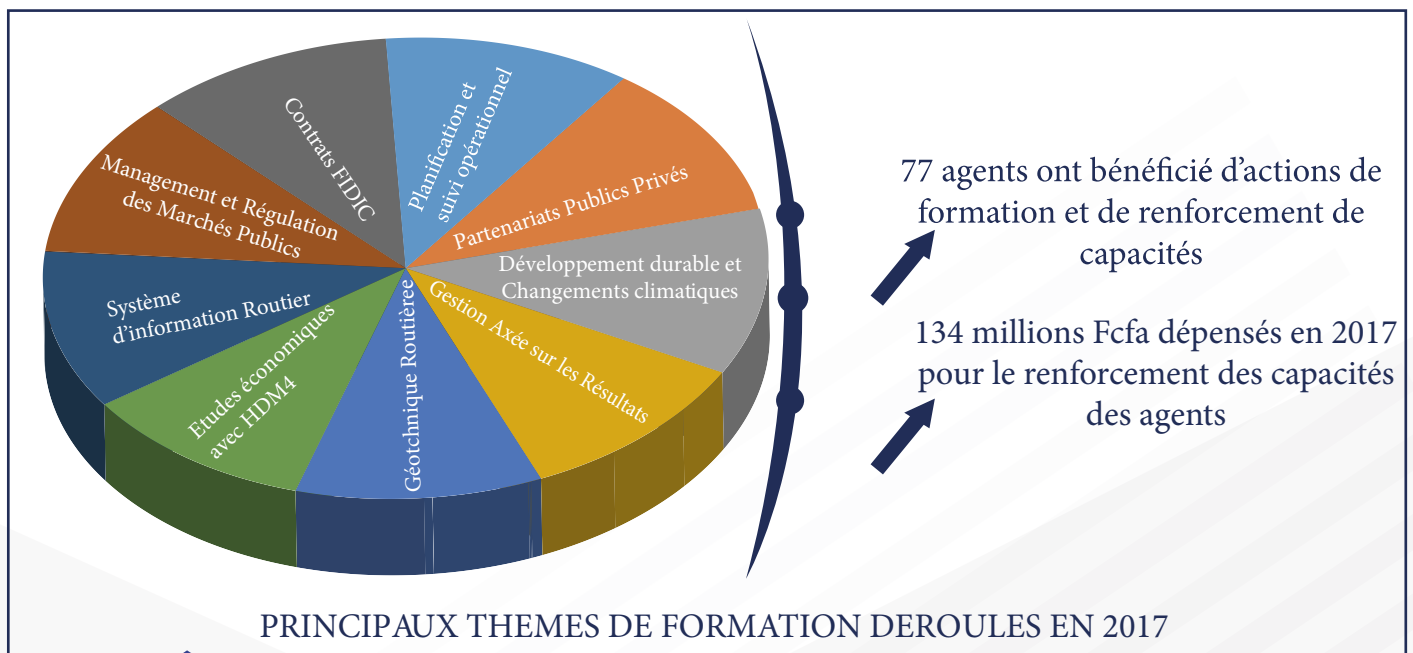 Contrats FIDIC
Planification et
suivi opérationnel
Management et Régulation
des Marchés Publics
Partenariats Publics Privés
Développement durable et
Changements climatiques
Système
d’information Routier
Gestion Axée sur les Résultats
Etudes économiques
avec HDM4
Géotchnique Routièree
77 agents ont bénéficié d’actions de
formation et de renforcement de
capacités
134 millions Fcfa dépensés en 2017
pour le renforcement des capacités
des agents
PRINCIPAUX THEMES DE FORMATION DEROULES EN 2017